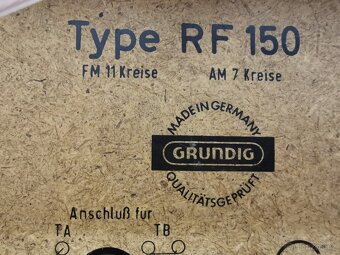 Type RF 150
FM 11 Kreise AM 7 Kreise
MADE IN GERMANY
GRUNDIG
QUALITÄTSGEPRÜFT
Anschluß für
TA TB